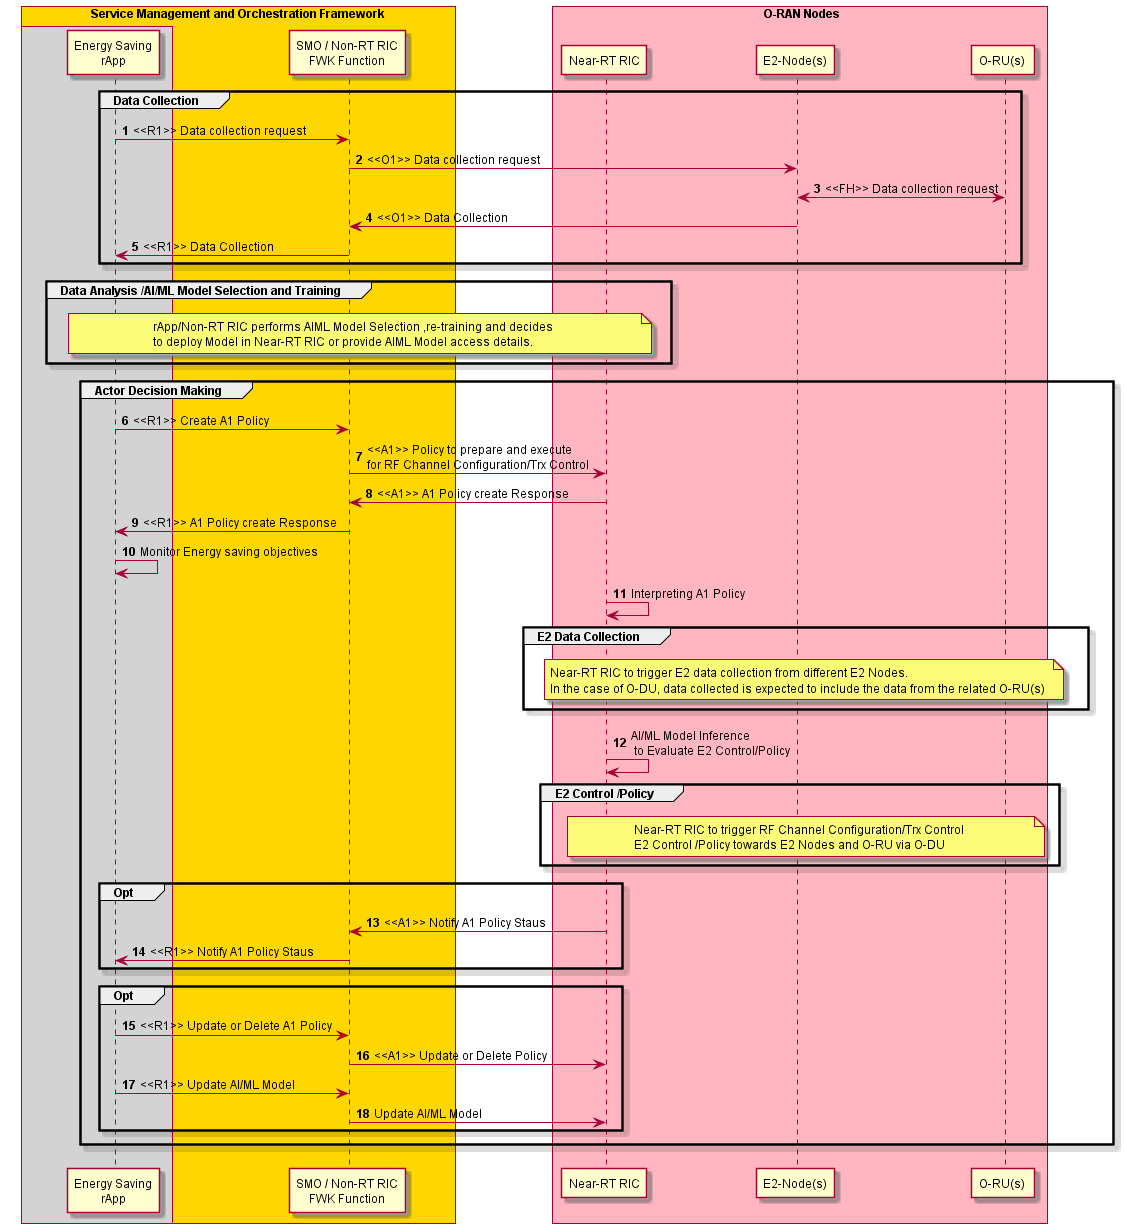 Service Management and Orchestration Framework
O-RAN Nodes
Energy Saving
rApp
SMO / Non-RT RIC
FWK Function
Near-RT RIC
E2-Node(s)
O-RU(s)
Data Collection
1 <<R1>> Data collection request
2 <<O1>> Data collection request
3 <<FH>> Data collection request
4 <<O1>> Data Collection
5 <<R1>> Data Collection
Data Analysis /AI/ML Model Selection and Training
rApp/Non-RT RIC performs AIML Model Selection ,re-training and decides
to deploy Model in Near-RT RIC or provide AIML Model access details.
Actor Decision Making
6 <<R1>> Create A1 Policy
7 <<A1>> Policy to prepare and execute
for RF Channel Configuration/Trx Control
8 <<A1>> A1 Policy create Response
9 <<R1>> A1 Policy create Response
10 Monitor Energy saving objectives
11 Interpreting A1 Policy
E2 Data Collection
Near-RT RIC to trigger E2 data collection from different E2 Nodes.
In the case of O-DU, data collected is expected to include the data from the related O-RU(s)
12 AI/ML Model Inference
to Evaluate E2 Control/Policy
E2 Control /Policy
Near-RT RIC to trigger RF Channel Configuration/Trx Control
E2 Control /Policy towards E2 Nodes and O-RU via O-DU
Opt
13 <<A1>> Notify A1 Policy Staus
14 <<R1>> Notify A1 Policy Staus
Opt
15 <<R1>> Update or Delete A1 Policy
16 <<A1>> Update or Delete Policy
17 <<R1>> Update AI/ML Model
18 Update AI/ML Model
Energy Saving
rApp
SMO / Non-RT RIC
FWK Function
Near-RT RIC
E2-Node(s)
O-RU(s)